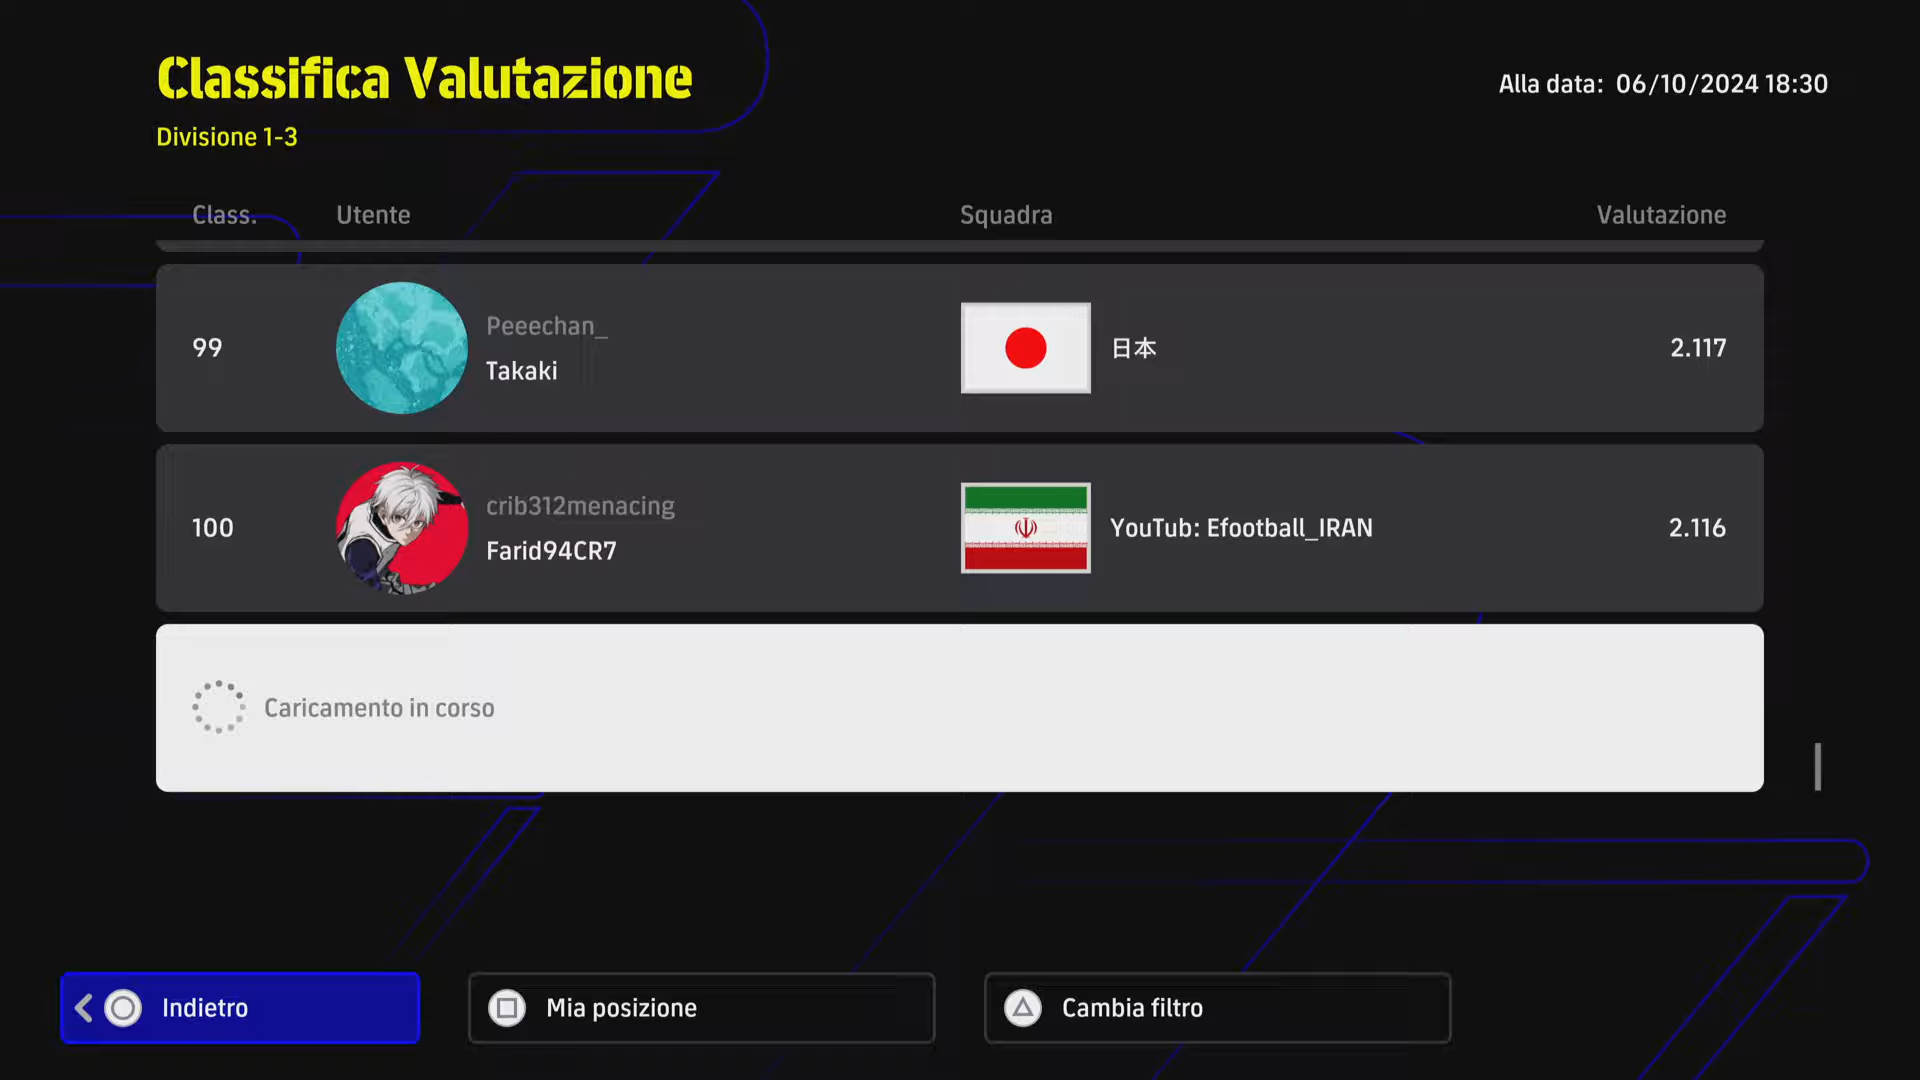 Classifica Valutazione
Alla data: 06/10/2024 18:30
Divisione 1-3
Class. Utente Squadra Valutazione
99 Peeechan_ Takaki 日本 2.117
100 crib312menacing Farid94CR7 YouTub: Efootball_IRAN 2.116
Caricamento in corso
Indietro Mia posizione Cambia filtro